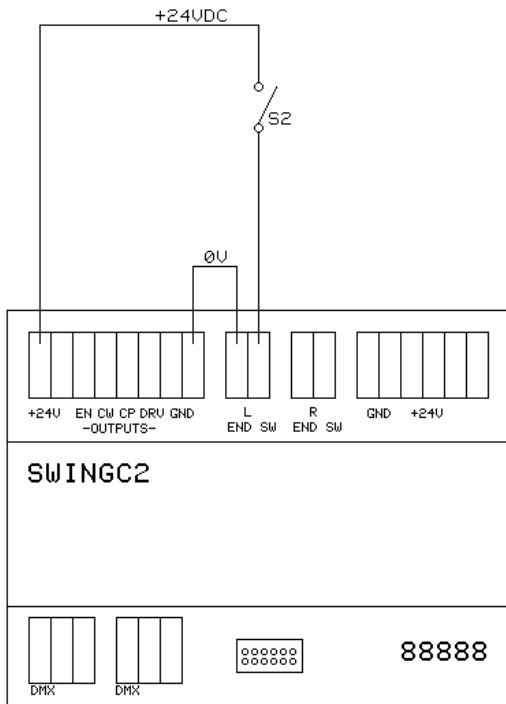 +24VDC
S2
0V
+24V EN CW CP DRV GND L R GND +24V
-OUTPUTS- END SW END SW
SWINGC2
88888
DMX DMX